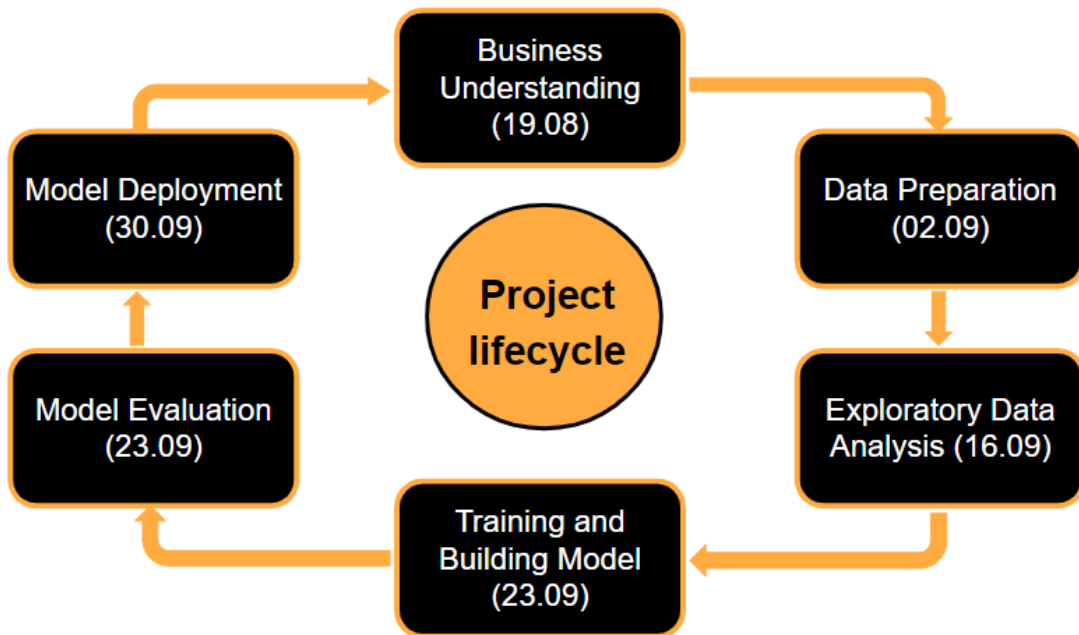 Business
Understanding
(19.08)
Model Deployment
(30.09)
Data Preparation
(02.09)
Project
lifecycle
Model Evaluation
(23.09)
Exploratory Data
Analysis (16.09)
Training and
Building Model
(23.09)